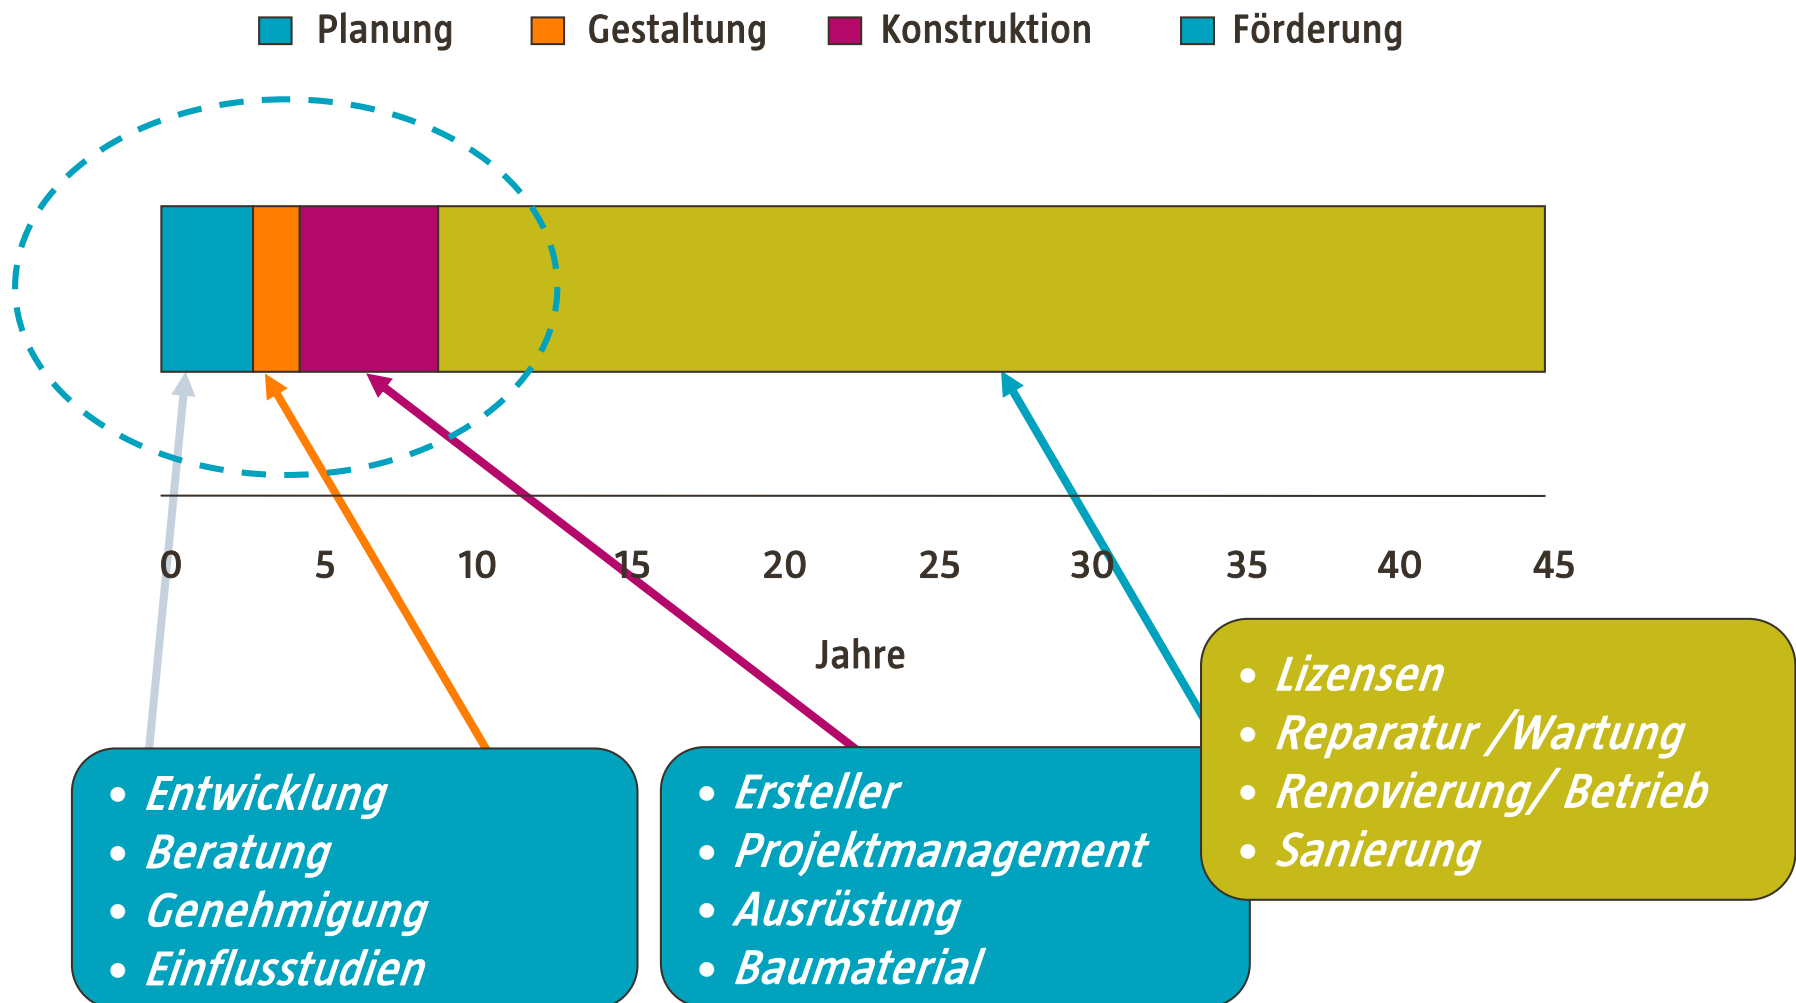 Planung Gestaltung Konstruktion Förderung
0 5 10 15 20 25 30 35 40 45
Jahre
• Entwicklung
• Beratung
• Genehmigung
• Einflusstudien
• Ersteller
• Projektmanagement
• Ausrüstung
• Baumaterial
• Lizensen
• Reparatur /Wartung
• Renovierung/ Betrieb
• Sanierung